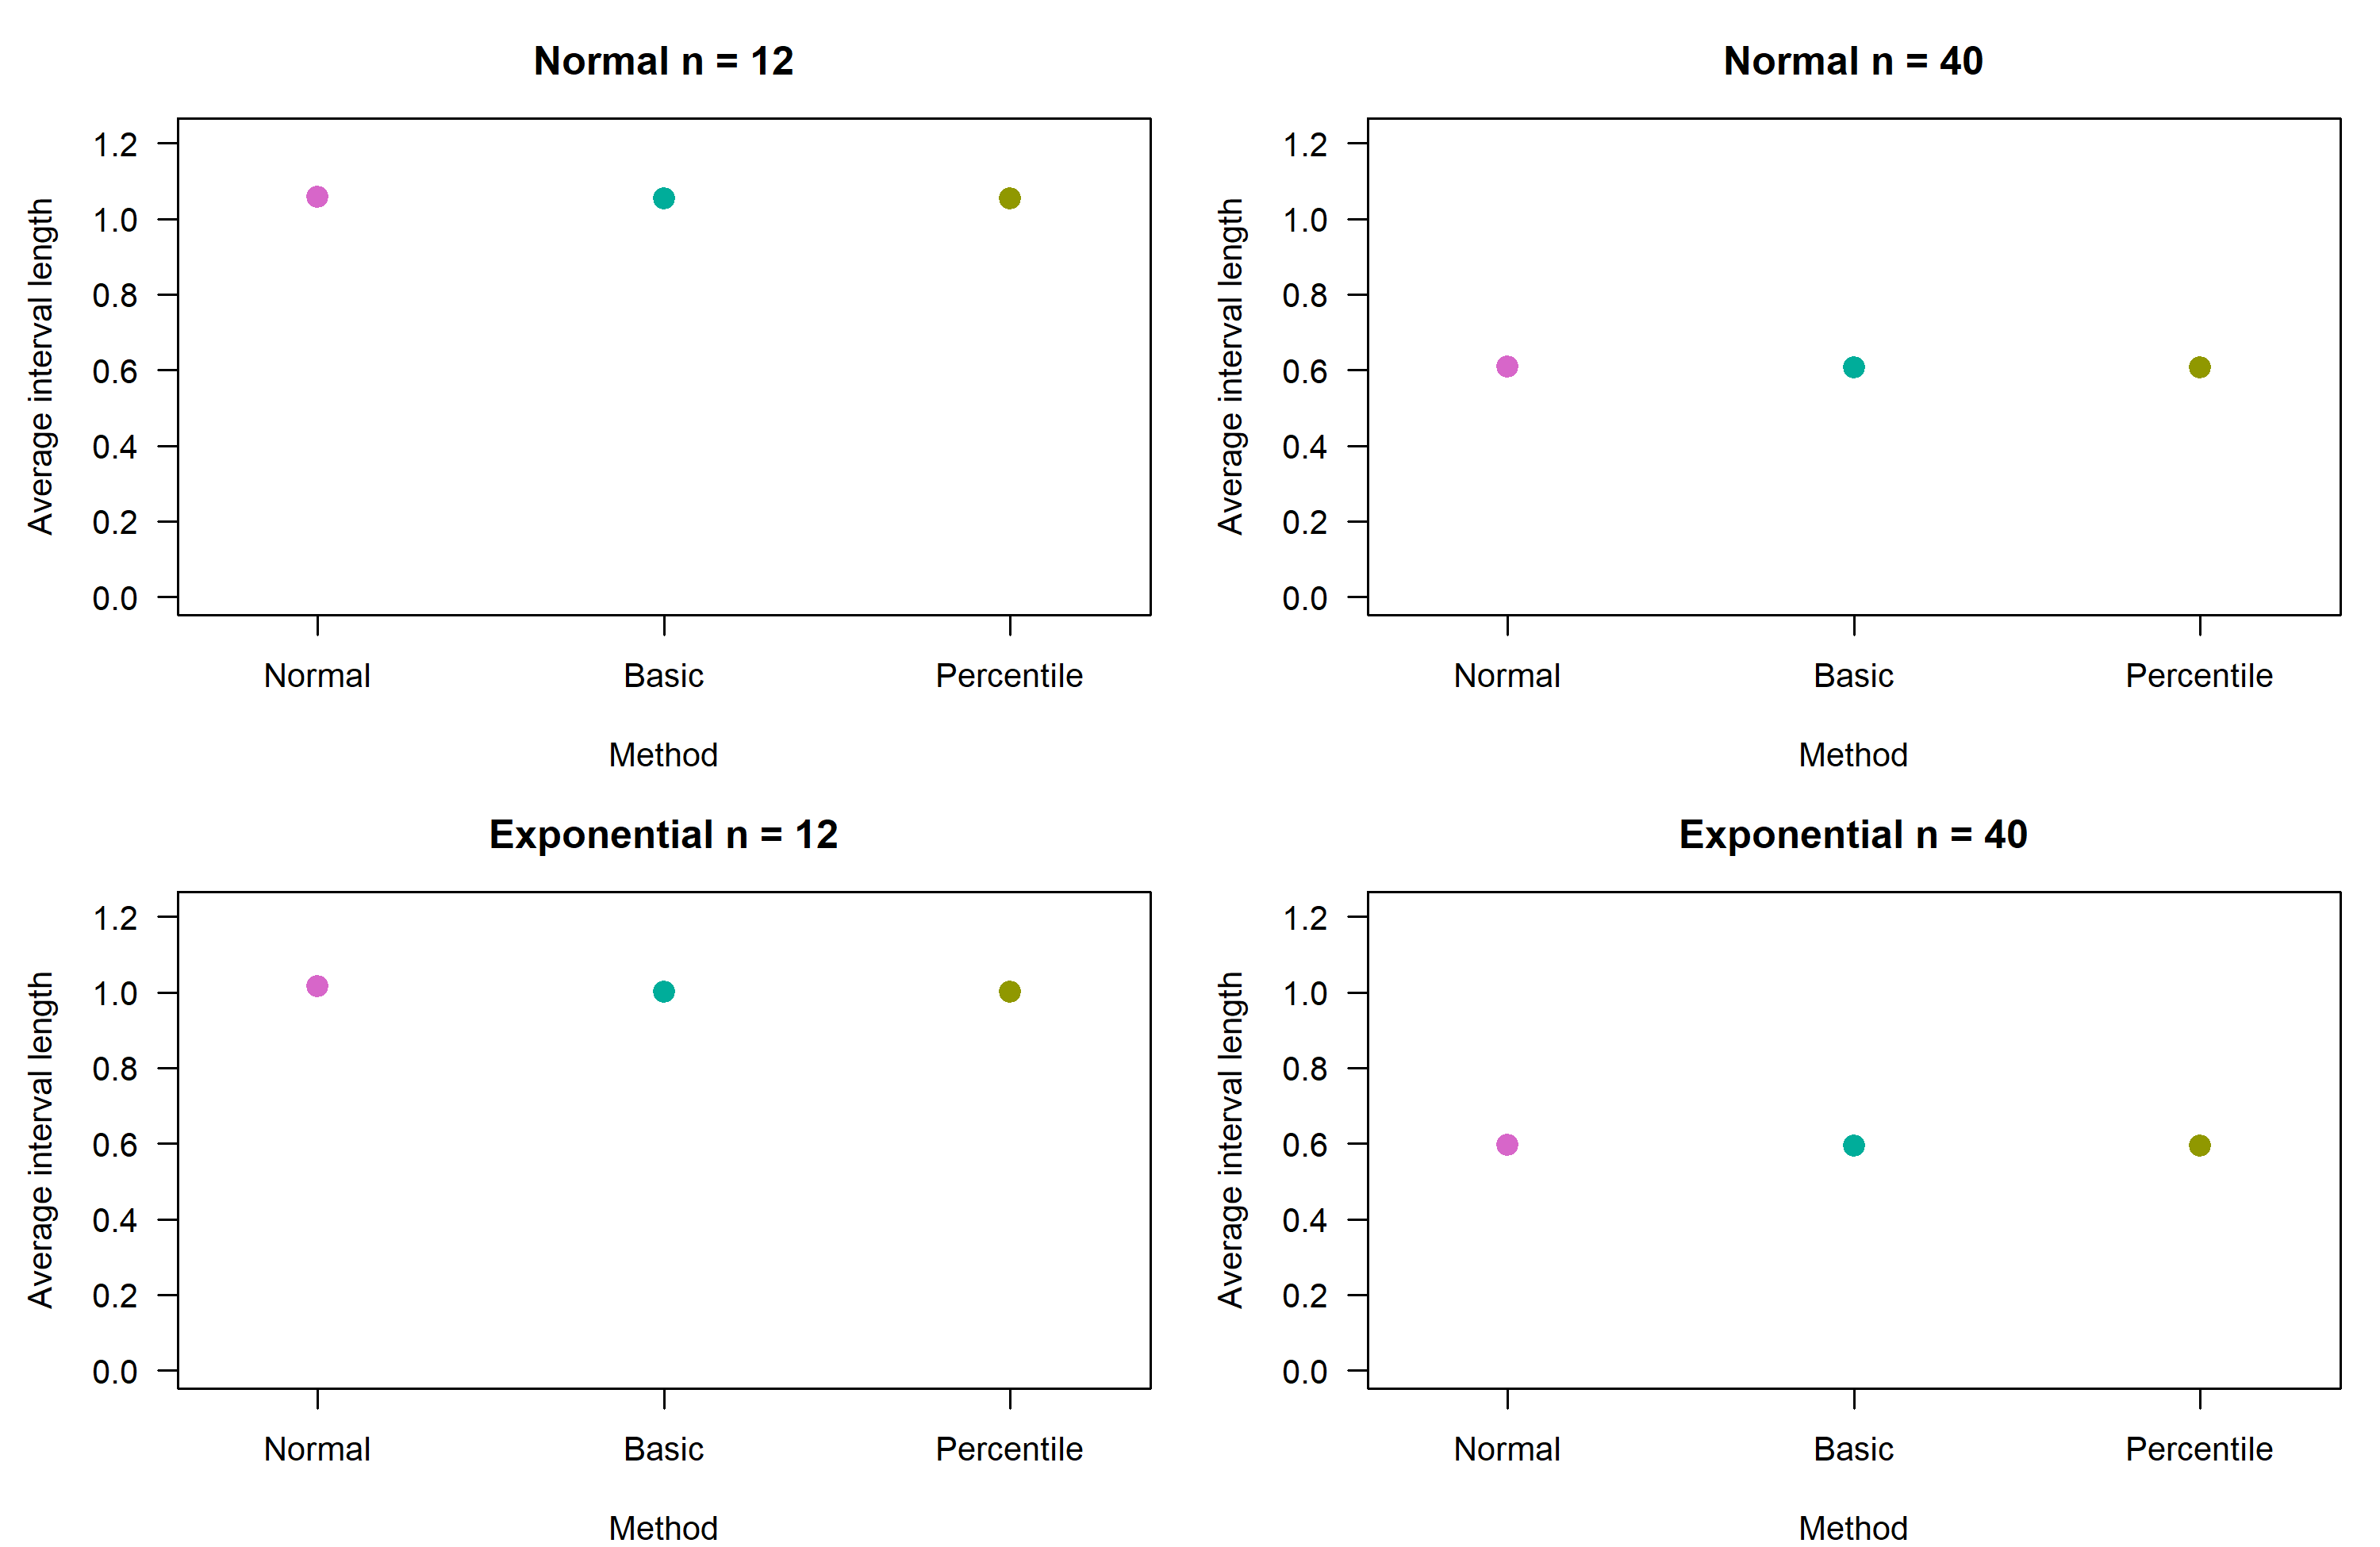 Normal n = 12
Average interval length
1.2
1.0
0.8
0.6
0.4
0.2
0.0
Normal Basic Percentile
Method
Normal n = 40
Average interval length
1.2
1.0
0.8
0.6
0.4
0.2
0.0
Normal Basic Percentile
Method
Exponential n = 12
Average interval length
1.2
1.0
0.8
0.6
0.4
0.2
0.0
Normal Basic Percentile
Method
Exponential n = 40
Average interval length
1.2
1.0
0.8
0.6
0.4
0.2
0.0
Normal Basic Percentile
Method